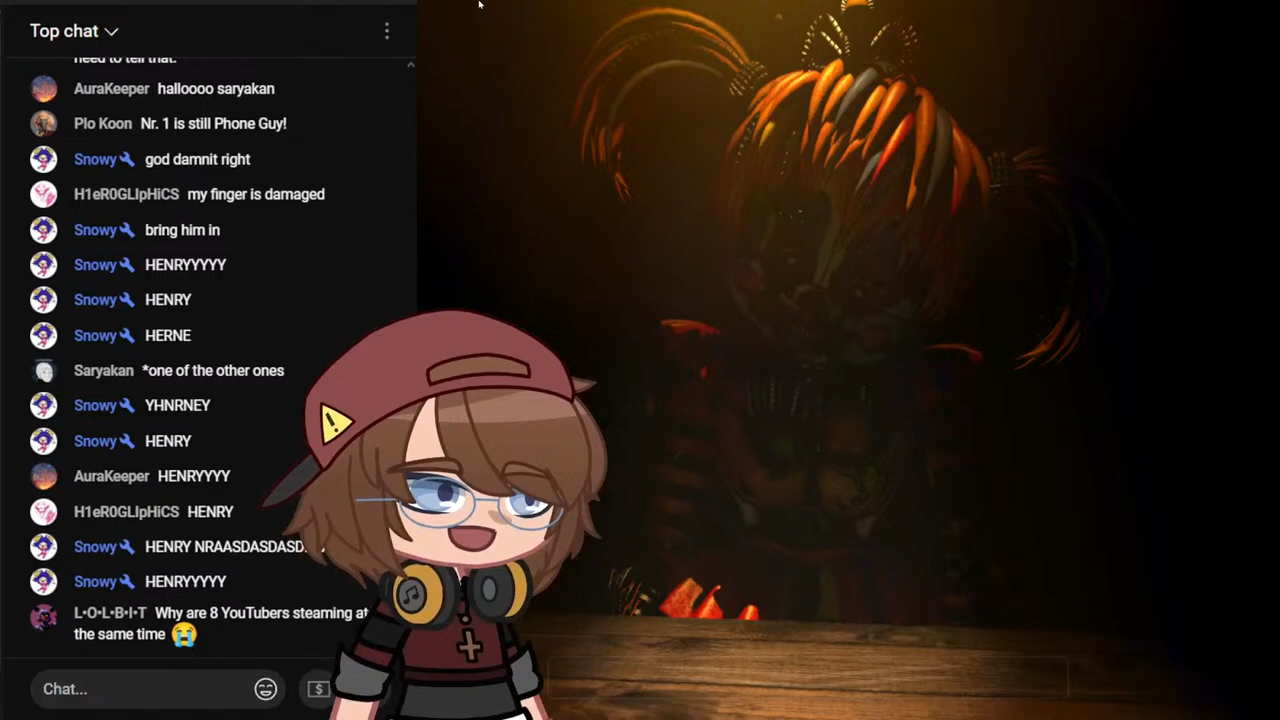 Top chat
need to tell that.
AuraKeeper halloooo saryakan
Plo Koon Nr. 1 is still Phone Guy!
Snowy god damnit right
H1eR0GLIpHiCS my finger is damaged
Snowy bring him in
Snowy HENRYYYYY
Snowy HENRY
Snowy HERNE
Saryakan *one of the other ones
Snowy YHNRNEY
Snowy HENRY
AuraKeeper HENRYYYY
H1eR0GLIpHiCS HENRY
Snowy HENRY NRAASDASDASD
Snowy HENRYYYYY
L•O•L•B•I•T Why are 8 YouTubers steaming at
the same time 😭
Chat...
$
!